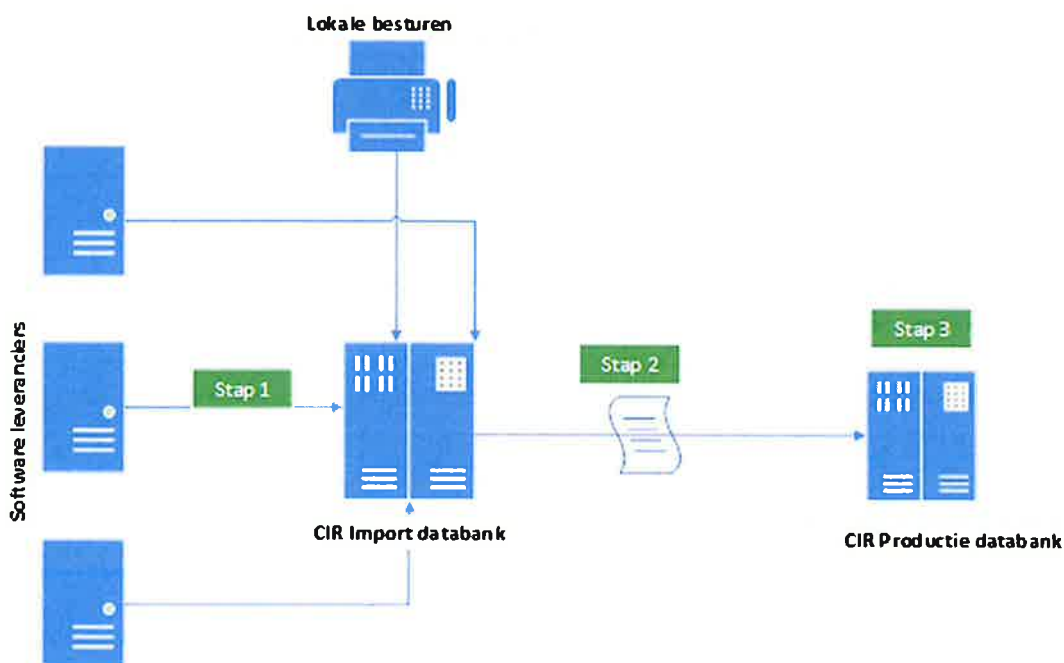 Lokale besturen
Software leveranciers
Stap 1
Stap 2
Stap 3
CIR Import databank
CIR Productie databank